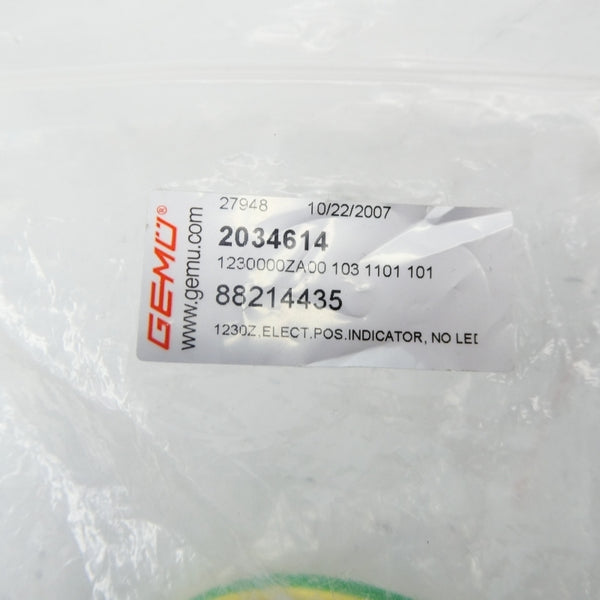 GEMÜ®
www.gemu.com
27948 10/22/2007
2034614
1230000ZA00 103 1101 101
88214435
1230Z,ELECT.POS.INDICATOR, NO LED